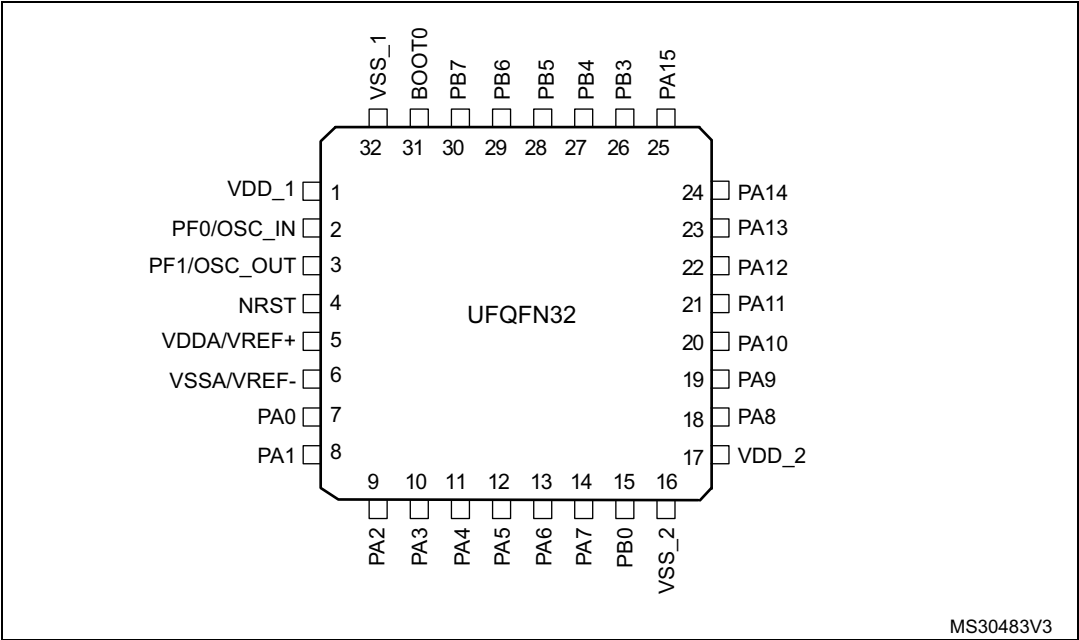 VSS_1
BOOT0
PB7
PB6
PB5
PB4
PB3
PA15
32 31 30 29 28 27 26 25
VDD_1 1
PF0/OSC_IN 2
PF1/OSC_OUT 3
NRST 4
VDDA/VREF+ 5
VSSA/VREF- 6
PA0 7
PA1 8
UFQFN32
24 PA14
23 PA13
22 PA12
21 PA11
20 PA10
19 PA9
18 PA8
17 VDD_2
9 10 11 12 13 14 15 16
PA2
PA3
PA4
PA5
PA6
PA7
PB0
VSS_2
MS30483V3